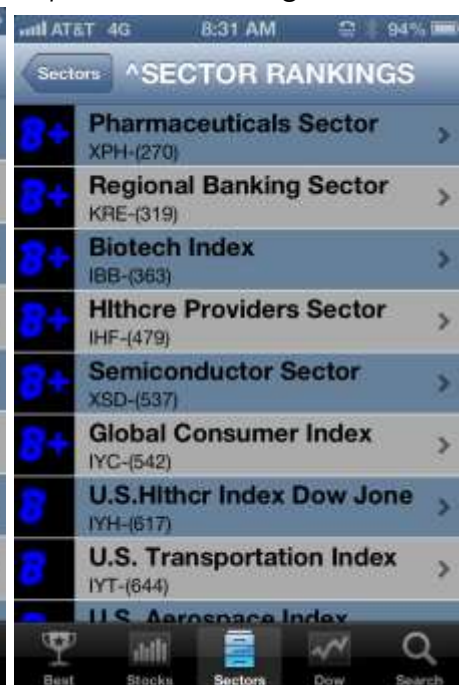 AT&T 4G 8:31 AM 94%
Sectors ^SECTOR RANKINGS
B+ Pharmaceuticals Sector
XPH-(270)
B+ Regional Banking Sector
KRE-(319)
B+ Biotech Index
IBB-(363)
B+ Hlthcre Providers Sector
IHF-(479)
B+ Semiconductor Sector
XSD-(537)
B+ Global Consumer Index
IYC-(542)
B U.S.Hlthcr Index Dow Jone
IYH-(617)
B U.S. Transportation Index
IYT-(644)
U.S. Aerospace Index
Best Stocks Sectors Dow Search